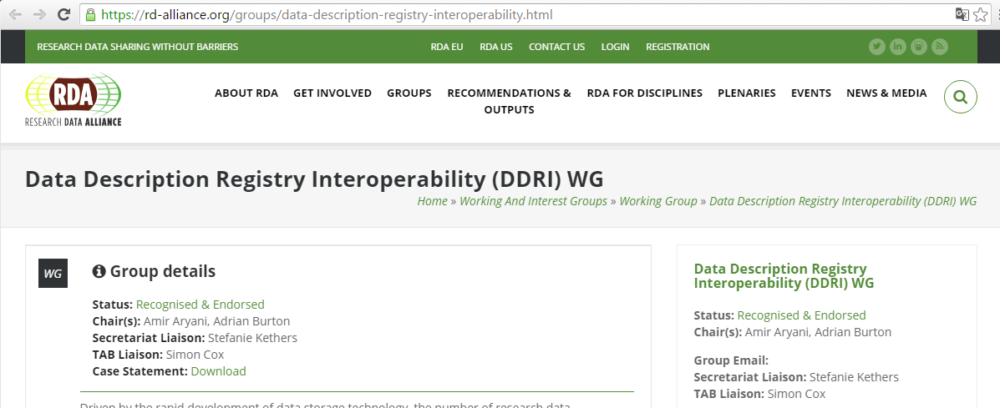 https://rd-alliance.org/groups/data-description-registry-interoperability.html
RESEARCH DATA SHARING WITHOUT BARRIERS
RDA EU RDA US CONTACT US LOGIN REGISTRATION
RDA
RESEARCH DATA ALLIANCE
ABOUT RDA GET INVOLVED GROUPS RECOMMENDATIONS & RDA FOR DISCIPLINES PLENARIES EVENTS NEWS & MEDIA
OUTPUTS
Data Description Registry Interoperability (DDRI) WG
Home » Working And Interest Groups » Working Group » Data Description Registry Interoperability (DDRI) WG
WG
Group details
Status: Recognised & Endorsed
Chair(s): Amir Aryani, Adrian Burton
Secretariat Liaison: Stefanie Kethers
TAB Liaison: Simon Cox
Case Statement: Download
Driven by the rapid development of data storage technology, the number of research data
Data Description Registry
Interoperability (DDRI) WG
Status: Recognised & Endorsed
Chair(s): Amir Aryani, Adrian Burton
Group Email:
Secretariat Liaison: Stefanie Kethers
TAB Liaison: Simon Cox